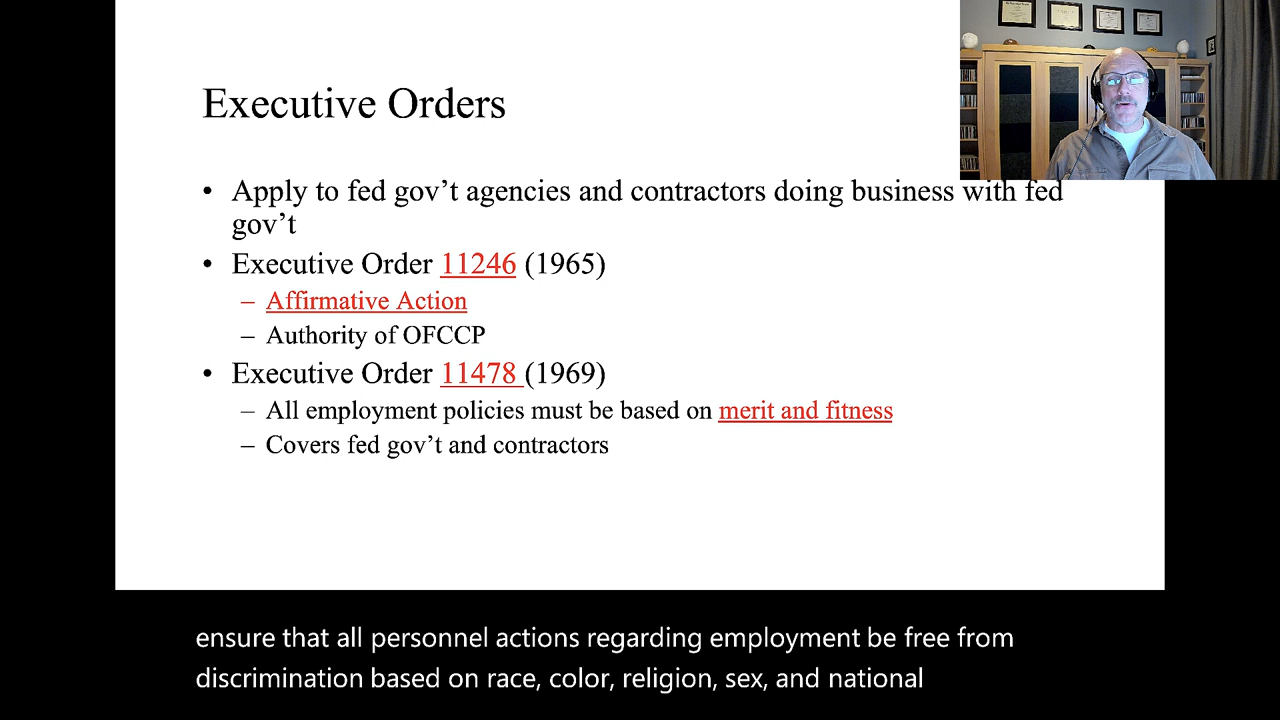 Executive Orders
• Apply to fed gov’t agencies and contractors doing business with fed
gov’t
• Executive Order 11246 (1965)
– Affirmative Action
– Authority of OFCCP
• Executive Order 11478 (1969)
– All employment policies must be based on merit and fitness
– Covers fed gov’t and contractors
ensure that all personnel actions regarding employment be free from
discrimination based on race, color, religion, sex, and national